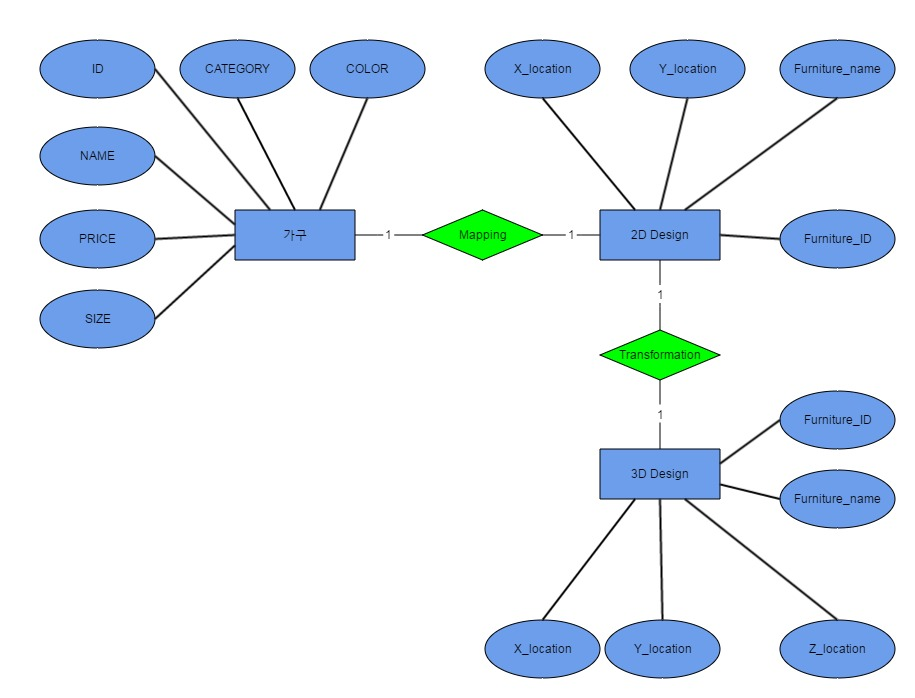 ID
CATEGORY
COLOR
X_location
Y_location
Furniture_name
NAME
PRICE
가구
1
Mapping
1
2D Design
Furniture_ID
SIZE
1
Transformation
1
Furniture_ID
3D Design
Furniture_name
X_location
Y_location
Z_location